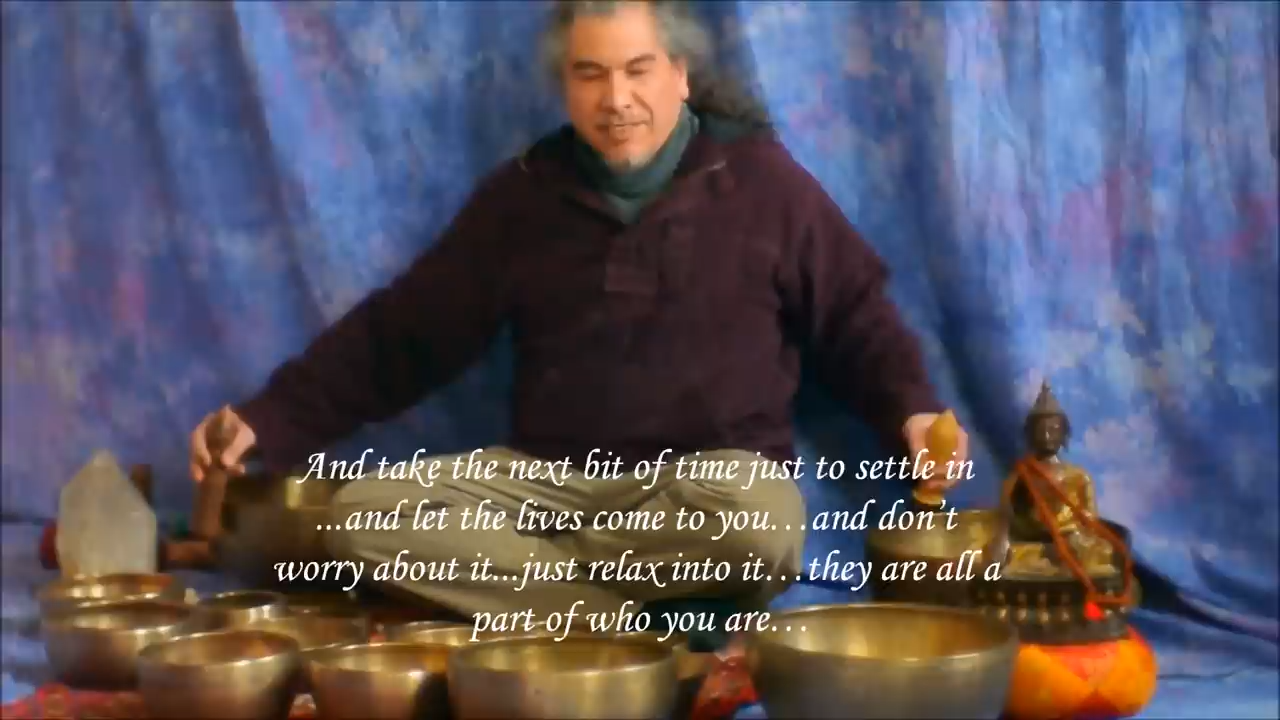 And take the next bit of time just to settle in
...and let the lives come to you...and don't
worry about it...just relax into it...they are all a
part of who you are...